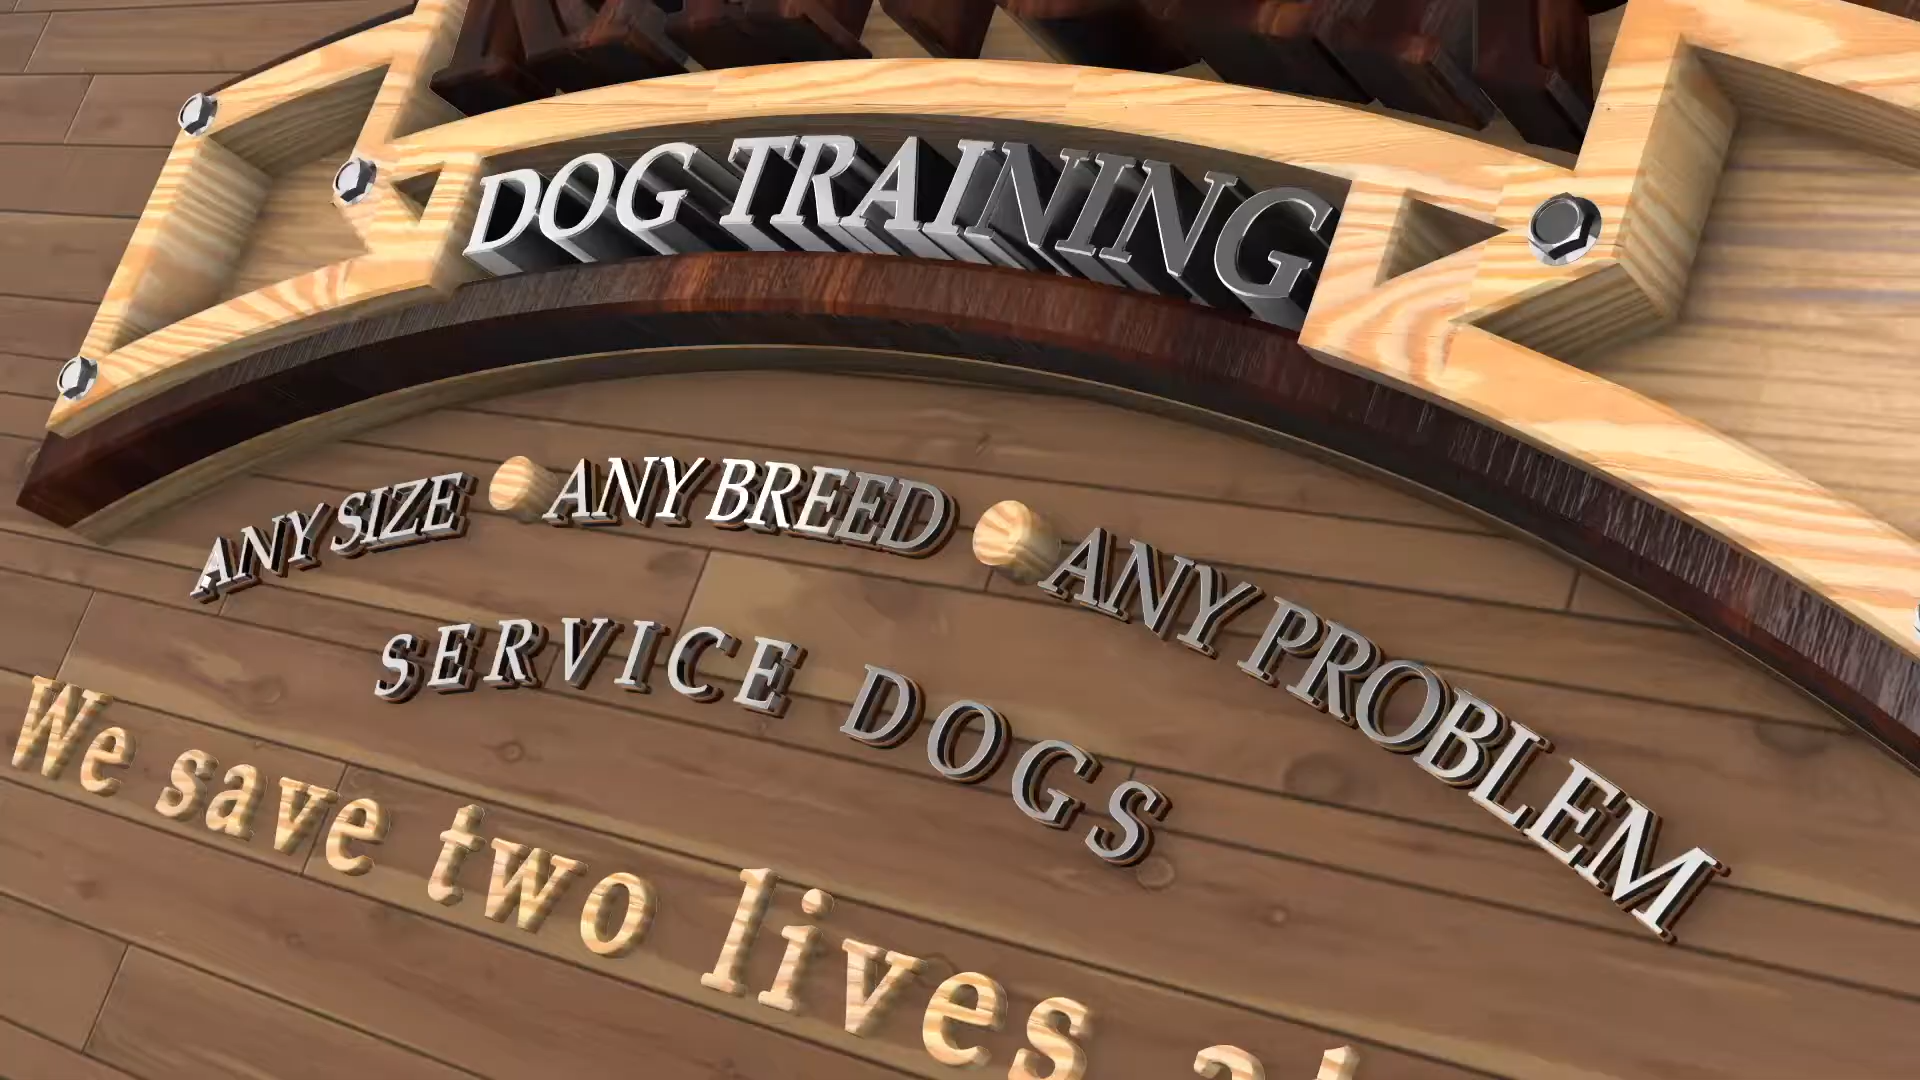 DOG TRAINING
ANY SIZE ● ANY BREED ● ANY PROBLEM
SERVICE DOGS
We save two lives